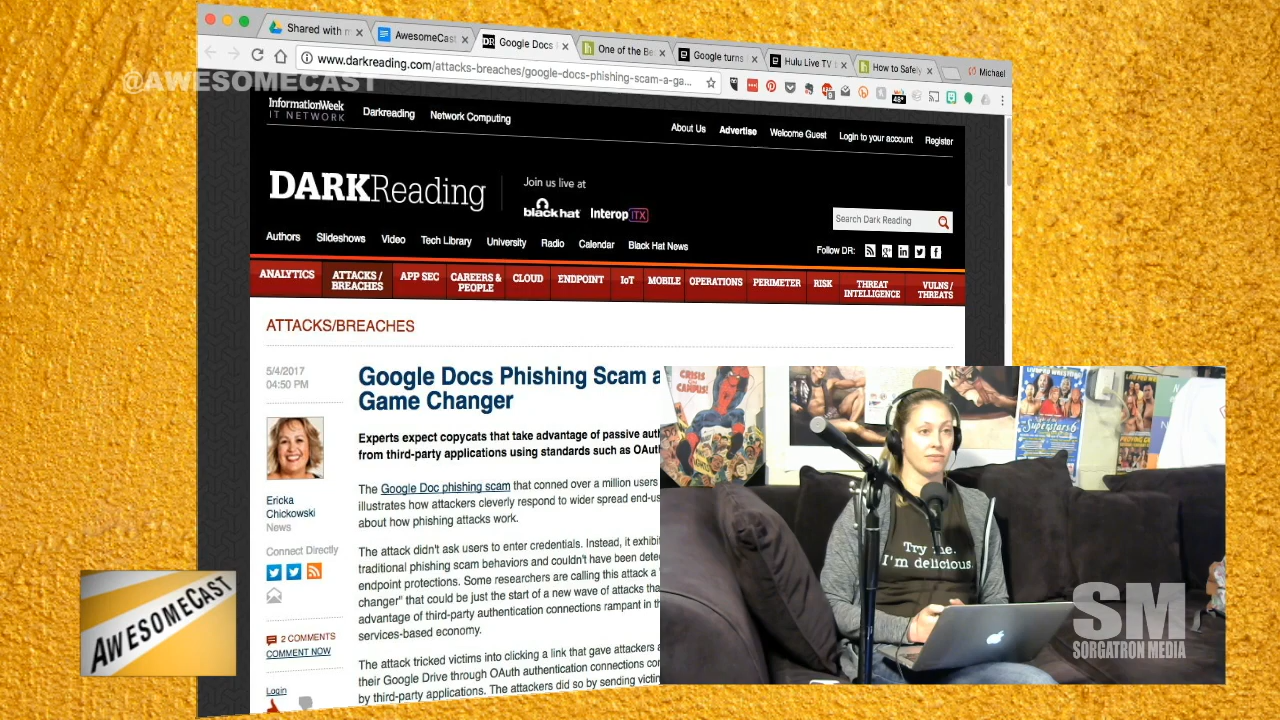 Shared with m
AwesomeCast
Google Docs
One of the Be
Google turns
Hulu Live TV
How to Safely
Michael
www.darkreading.com/attacks-breaches/google-docs-phishing-scam-a-ga...
@AWESOMECAST
InformationWeek
IT NETWORK
Darkreading
Network Computing
About Us
Advertise
Welcome Guest
Login to your account
Register
DARKReading
Join us live at
black hat
Interop ITX
Search Dark Reading
Authors
Slideshows
Video
Tech Library
University
Radio
Calendar
Black Hat News
Follow DR:
ANALYTICS
ATTACKS /
BREACHES
APP SEC
CAREERS &
PEOPLE
CLOUD
ENDPOINT
IoT
MOBILE
OPERATIONS
PERIMETER
RISK
THREAT
INTELLIGENCE
VULNS /
THREATS
ATTACKS/BREACHES
5/4/2017
04:50 PM
Ericka
Chickowski
News
Connect Directly
2 COMMENTS
COMMENT NOW
Login
Google Docs Phishing Scam a
Game Changer
Experts expect copycats that take advantage of passive aut
from third-party applications using standards such as OAu
The Google Doc phishing scam that conned over a million users
illustrates how attackers cleverly respond to wider spread end-us
about how phishing attacks work.
The attack didn't ask users to enter credentials. Instead, it exhibi
traditional phishing scam behaviors and couldn't have been dete
endpoint protections. Some researchers are calling this attack a
changer" that could be just the start of a new wave of attacks tha
advantage of third-party authentication connections rampant in th
services-based economy.
The attack tricked victims into clicking a link that gave attackers a
their Google Drive through OAuth authentication connections co
by third-party applications. The attackers did so by sending victi
CRISIS
CAMPUS!
Superstars 6
PROVING GR
Try me.
I'm delicious.
AWESOMECAST
SM
SORGATRON MEDIA